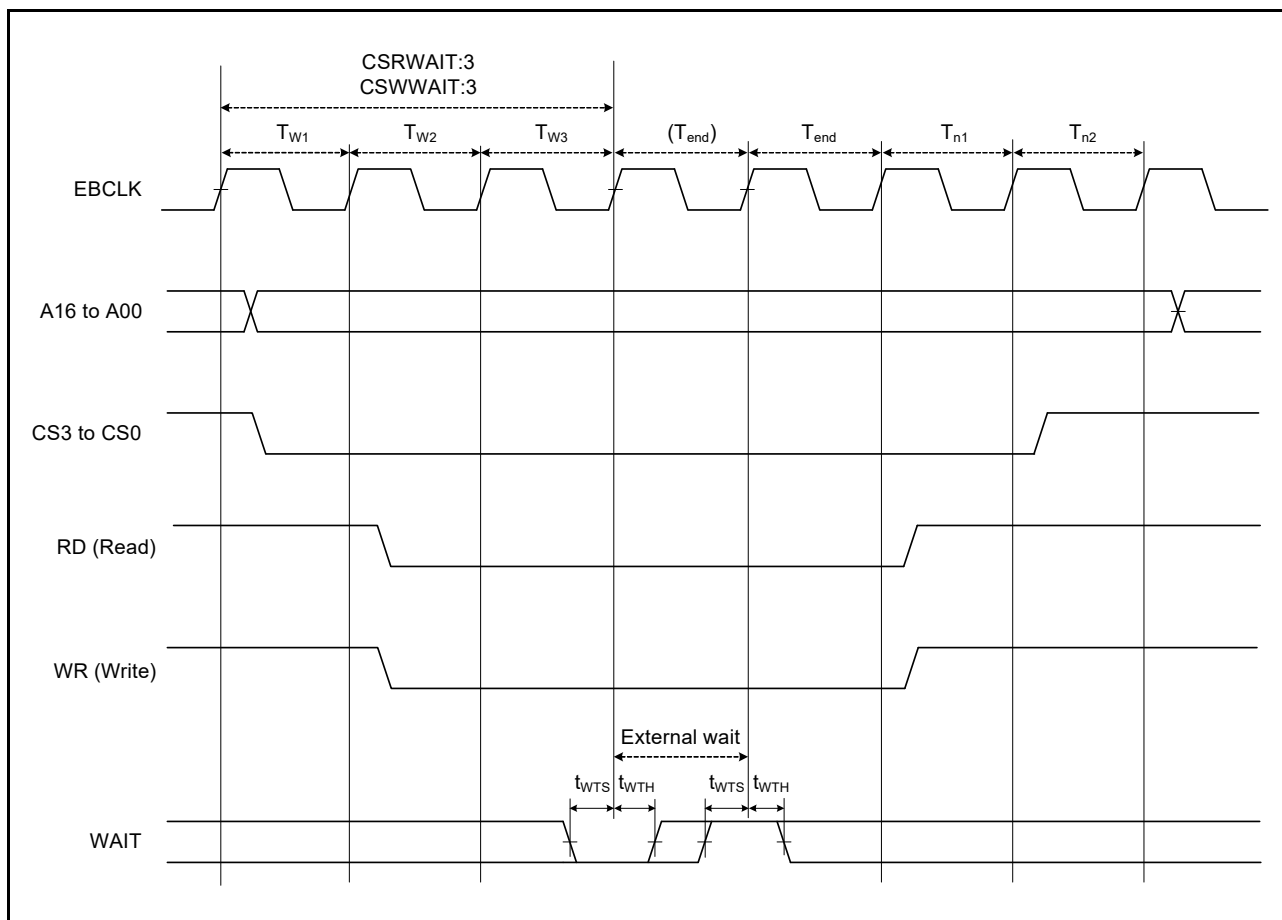 CSRWAIT:3
CSWWAIT:3
TW1 TW2 TW3 (Tend) Tend Tn1 Tn2
EBCLK
A16 to A00
CS3 to CS0
RD (Read)
WR (Write)
External wait
tWTS tWTH tWTS tWTH
WAIT